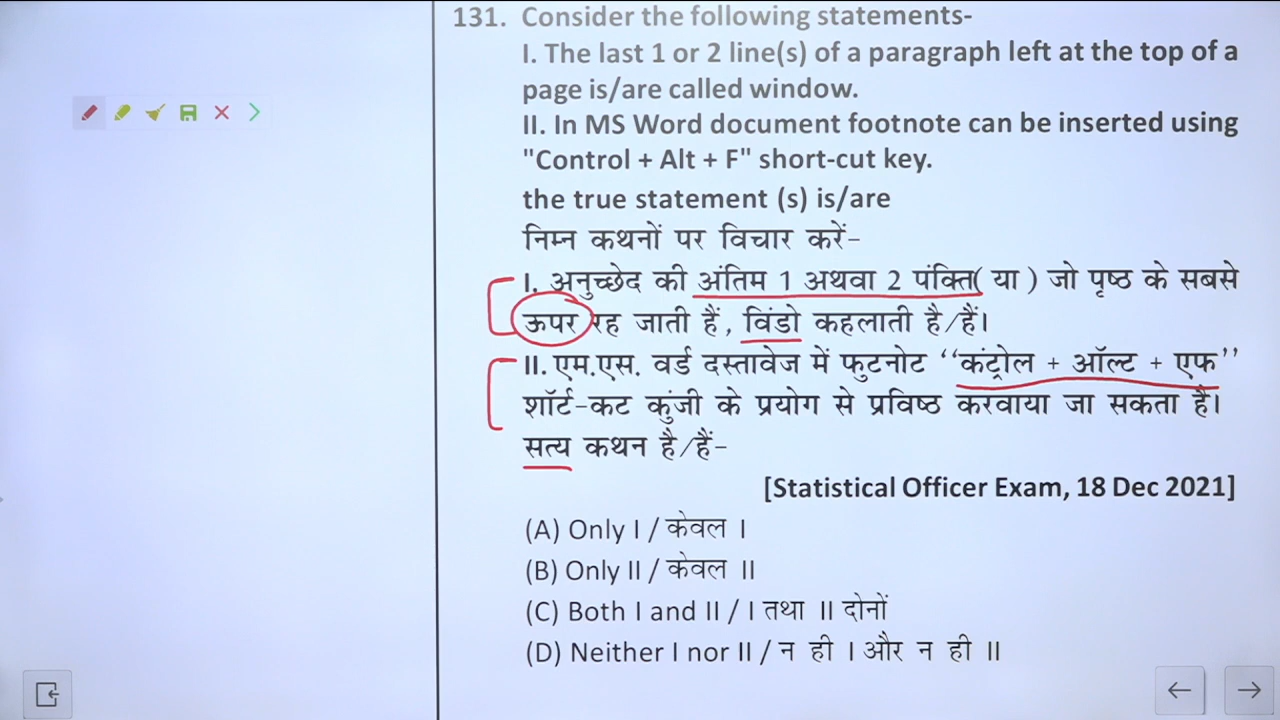 131. Consider the following statements-
I. The last 1 or 2 line(s) of a paragraph left at the top of a
page is/are called window.
II. In MS Word document footnote can be inserted using
"Control + Alt + F" short-cut key.
the true statement (s) is/are
निम्न कथनों पर विचार करें-
I. अनुच्छेद की अंतिम 1 अथवा 2 पंक्ति( या ) जो पृष्ठ के सबसे
ऊपर रह जाती हैं, विंडो कहलाती है/हैं।
II. एम.एस. वर्ड दस्तावेज में फुटनोट ‘‘कंट्रोल + ऑल्ट + एफ’’
शॉर्ट-कट कुंजी के प्रयोग से प्रविष्ठ करवाया जा सकता है।
सत्य कथन है/हैं-
[Statistical Officer Exam, 18 Dec 2021]
(A) Only I / केवल I
(B) Only II / केवल II
(C) Both I and II / I तथा II दोनों
(D) Neither I nor II / न ही I और न ही II